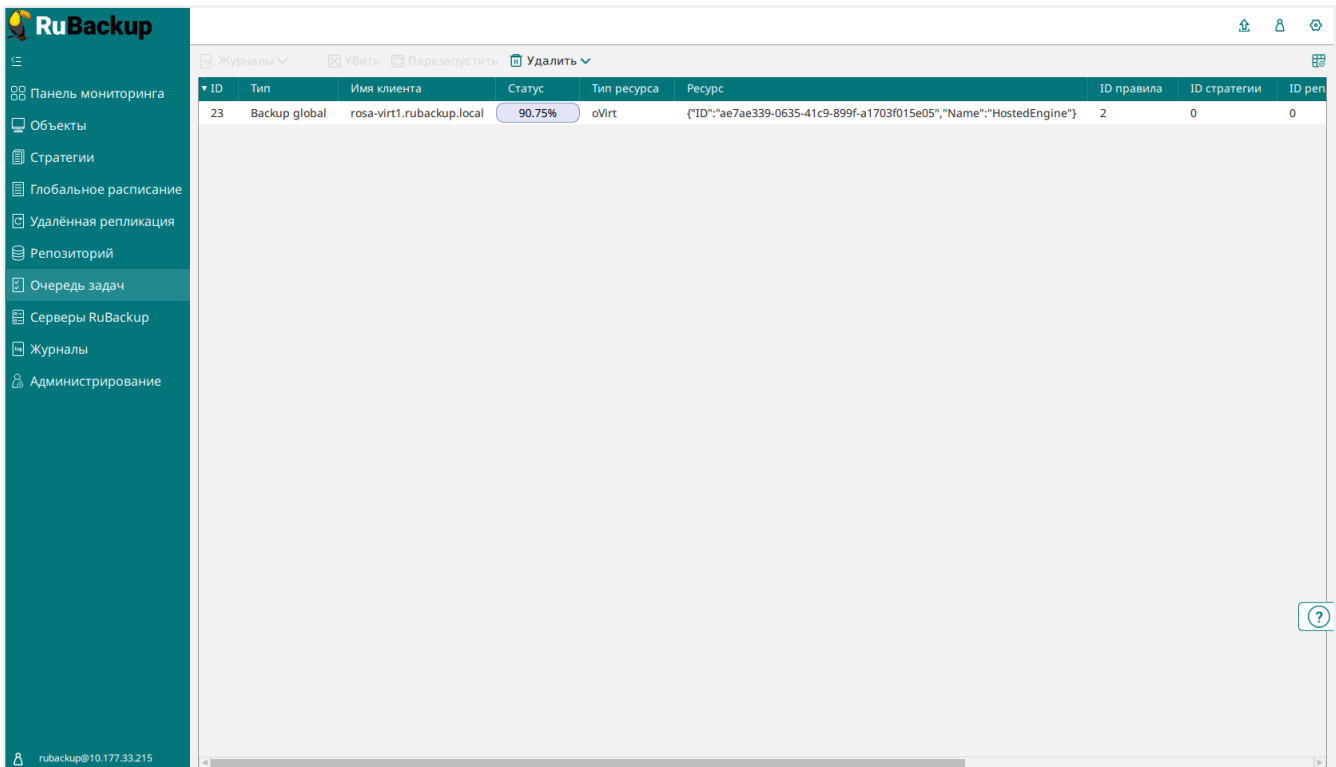 RuBackup
Журналы Убить Перезапустить Удалить
Панель мониторинга
Объекты
Стратегии
Глобальное расписание
Удалённая репликация
Репозиторий
Очередь задач
Серверы RuBackup
Журналы
Администрирование
ID Тип Имя клиента Статус Тип ресурса Ресурс ID правила ID стратегии ID реп
23 Backup global rosa-virt1.rubackup.local 90.75% oVirt {"ID":"ae7ae339-0635-41c9-899f-a1703f015e05","Name":"HostedEngine"} 2 0 0
?
rubackup@10.177.33.215